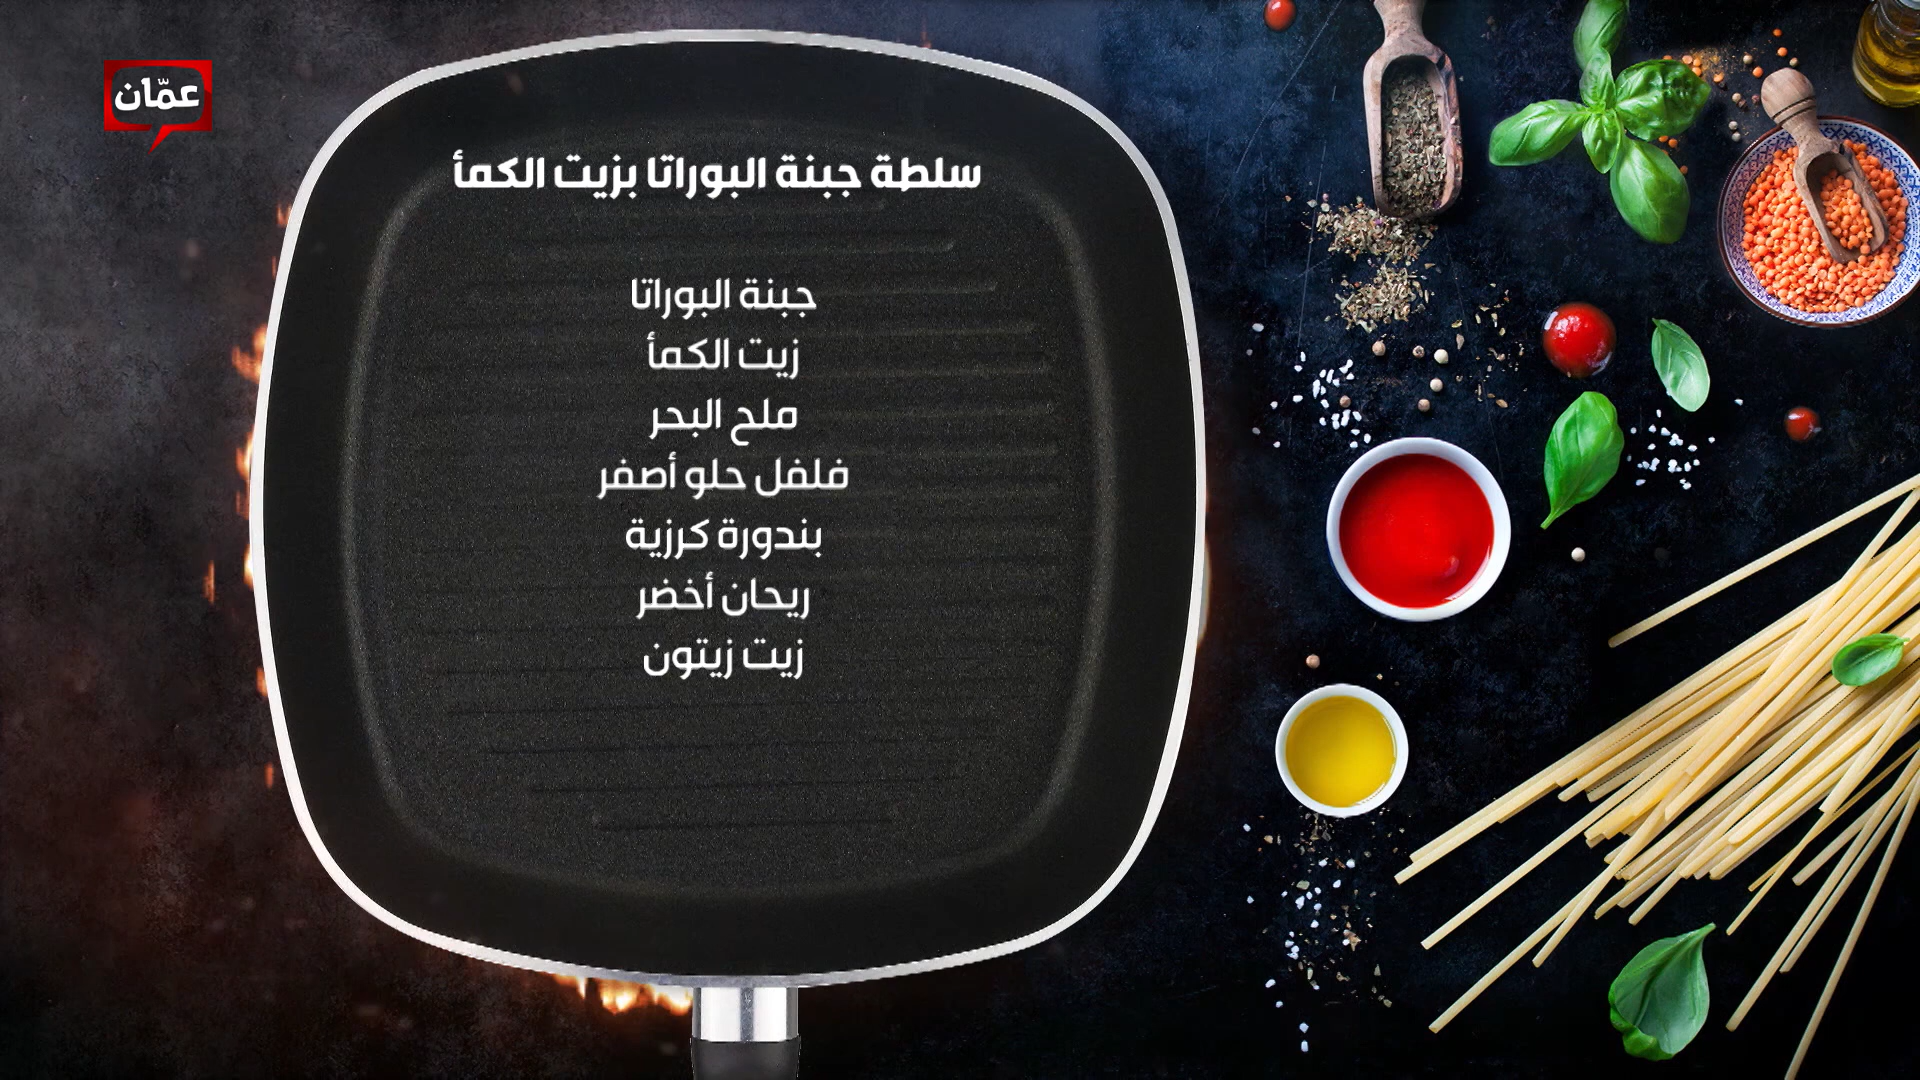 عمّان
سلطة جبنة البوراتا بزيت الكمأ
جبنة البوراتا
زيت الكمأ
ملح البحر
فلفل حلو أصفر
بندورة كرزية
ريحان أخضر
زيت زيتون